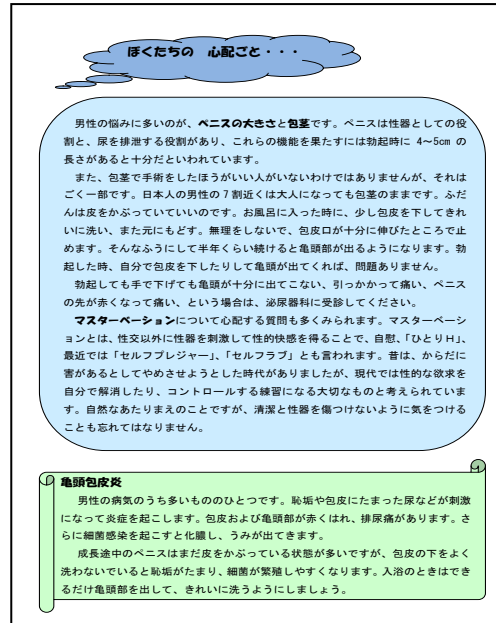 ぼくたちの　心配ごと・・・
男性の悩みに多いのが、ペニスの大きさと包茎です。ペニスは性器としての役
割と、尿を排泄する役割があり、これらの機能を果たすには勃起時に 4～5cm の
長さがあると十分だといわれています。
また、包茎で手術をしたほうがいい人がいないわけではありませんが、それは
ごく一部です。日本人の男性の７割近くは大人になっても包茎のままです。ふだ
んは皮をかぶっていていいのです。お風呂に入った時に、少し包皮を下してきれ
いに洗い、また元にもどす。無理をしないで、包皮口が十分に伸びたところで止
めます。そんなふうにして半年くらい続けると亀頭部が出るようになります。勃
起した時、自分で包皮を下したりして亀頭が出てくれば、問題ありません。
勃起しても手で下げても亀頭が十分に出てこない、引っかかって痛い、ペニス
の先が赤くなって痛い、という場合は、泌尿器科に受診してください。
マスターベーションについて心配する質問も多くみられます。マスターベーシ
ョンとは、性交以外に性器を刺激して性的快感を得ることで、自慰、「ひとりＨ」、
最近では「セルフプレジャー」、「セルフラブ」とも言われます。昔は、からだに
害があるとしてやめさせようとした時代がありましたが、現代では性的な欲求を
自分で解消したり、コントロールする練習になる大切なものと考えられていま
す。自然なあたりまえのことですが、清潔と性器を傷つけないように気をつける
ことも忘れてはなりません。
亀頭包皮炎
男性の病気のうち多いもののひとつです。恥垢や包皮にたまった尿などが刺激
になって炎症を起こします。包皮および亀頭部が赤くはれ、排尿痛があります。さ
らに細菌感染を起こすと化膿し、うみが出てきます。
成長途中のペニスはまだ皮をかぶっている状態が多いですが、包皮の下をよく
洗わないでいると恥垢がたまり、細菌が繁殖しやすくなります。入浴のときはでき
るだけ亀頭部を出して、きれいに洗うようにしましょう。